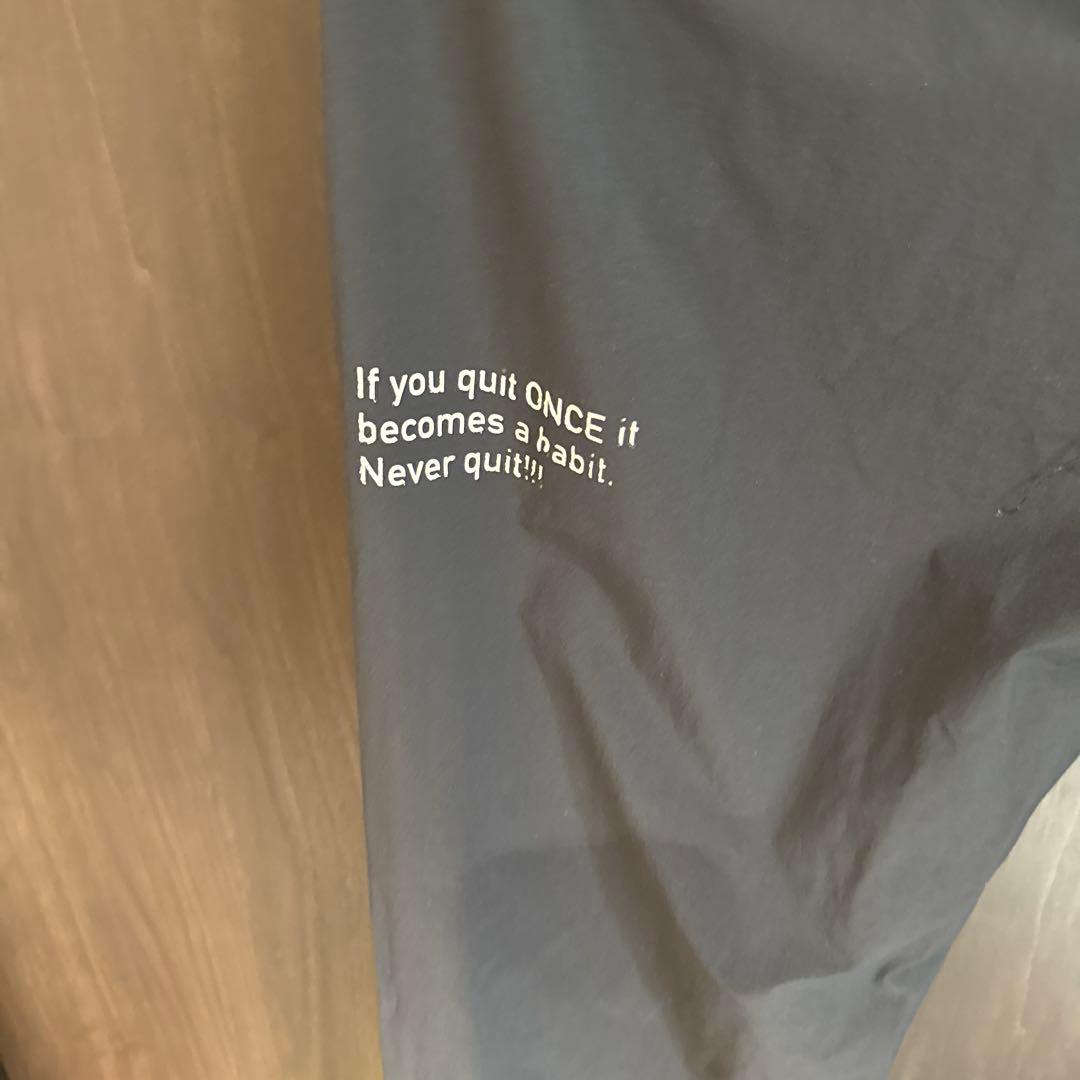 If you quit ONCE it
becomes a habit.
Never quit!!!